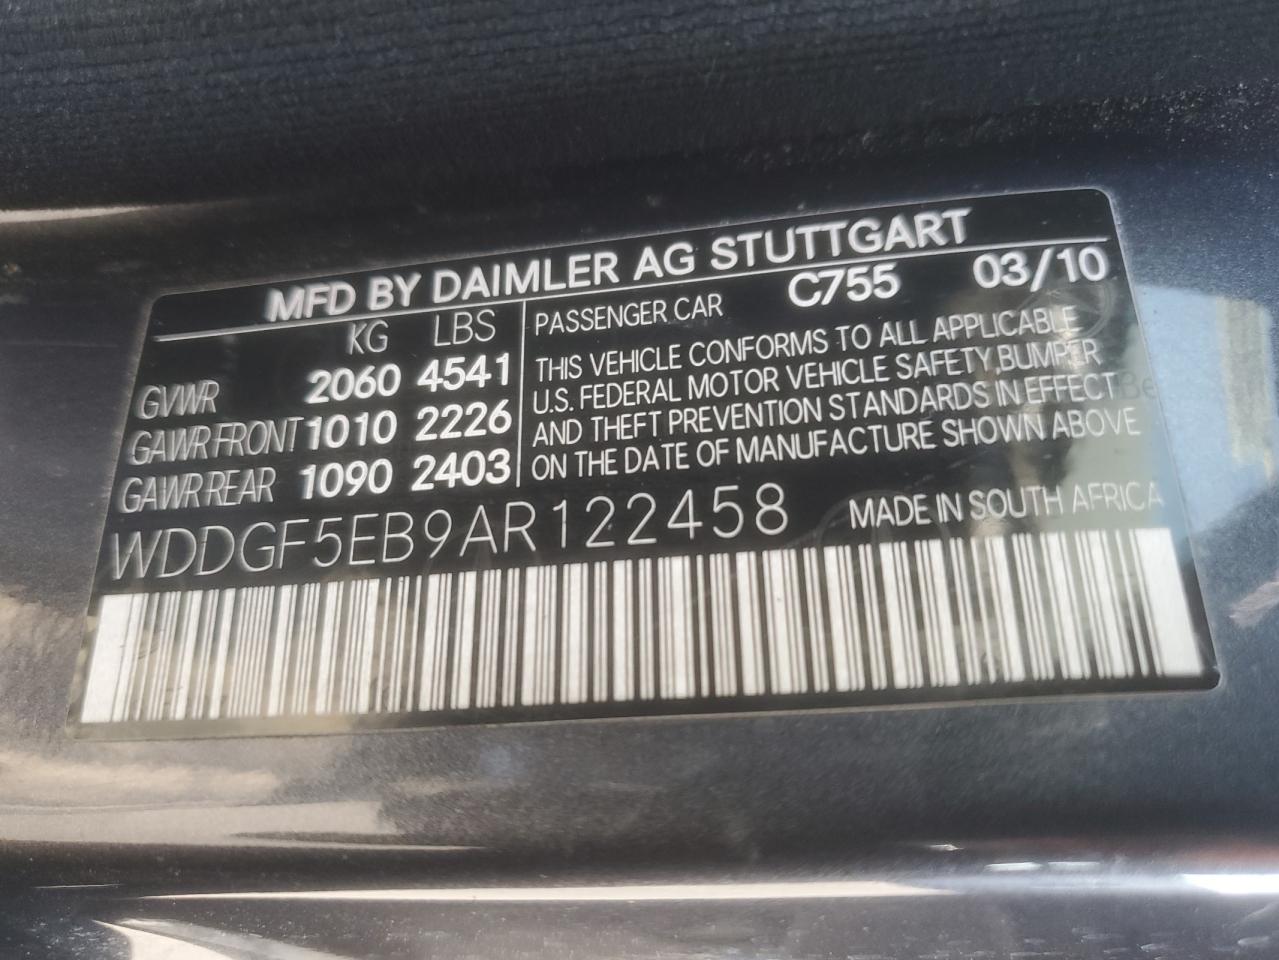 MFD BY DAIMLER AG STUTTGART
KG LBS
GVWR 2060 4541
GAWR FRONT 1010 2226
GAWR REAR 1090 2403
PASSENGER CAR C755 03/10
THIS VEHICLE CONFORMS TO ALL APPLICABLE
U.S. FEDERAL MOTOR VEHICLE SAFETY, BUMPER
AND THEFT PREVENTION STANDARDS IN EFFECT
ON THE DATE OF MANUFACTURE SHOWN ABOVE
WDDGF5EB9AR122458 MADE IN SOUTH AFRICA